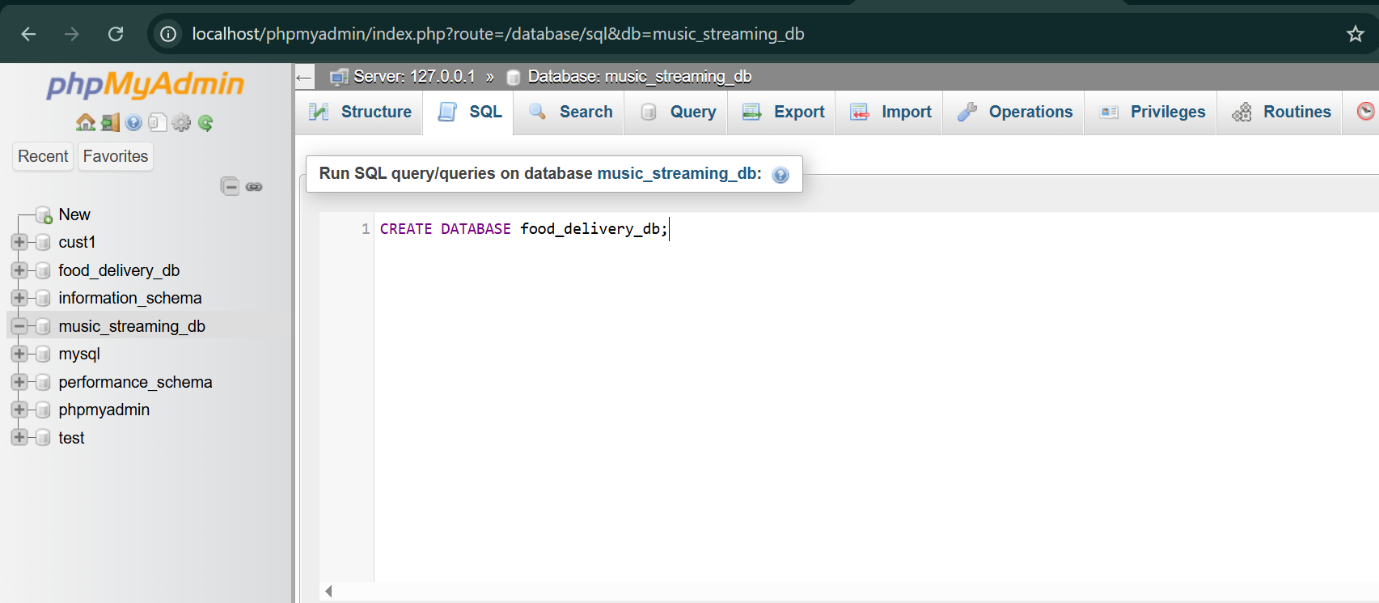 localhost/phpmyadmin/index.php?route=/database/sql&db=music_streaming_db
phpMyAdmin
Recent Favorites
New
cust1
food_delivery_db
information_schema
music_streaming_db
mysql
performance_schema
phpmyadmin
test
Server: 127.0.0.1 » Database: music_streaming_db
Structure SQL Search Query Export Import Operations Privileges Routines
Run SQL query/queries on database music_streaming_db:
1 CREATE DATABASE food_delivery_db;